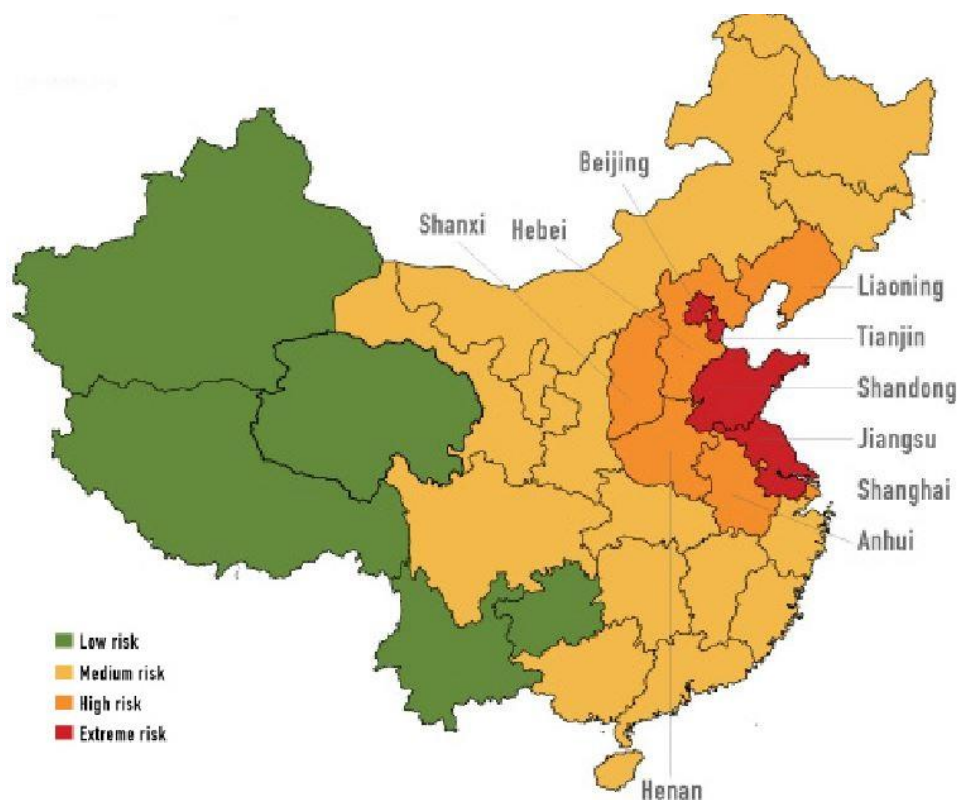 Beijing
Shanxi
Hebei
Liaoning
Tianjin
Shandong
Jiangsu
Shanghai
Anhui
Low risk
Medium risk
High risk
Extreme risk
Henan